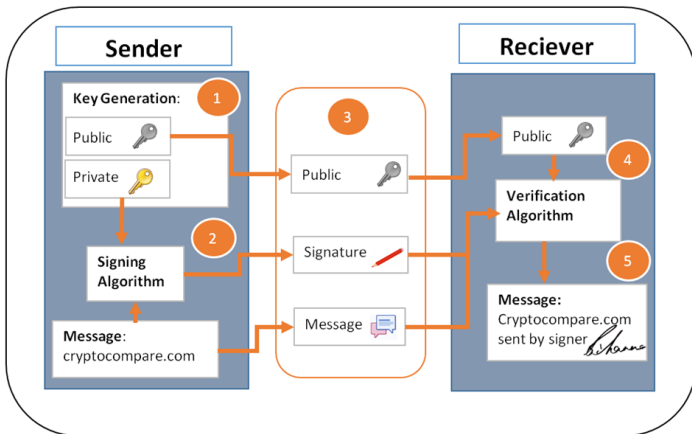 Sender
Reciever
Key Generation:
1
Public
Private
2
Signing
Algorithm
Message:
cryptocompare.com
3
Public
Signature
Message
Public
4
Verification
Algorithm
5
Message:
Cryptocompare.com
sent by signer
Rihanna